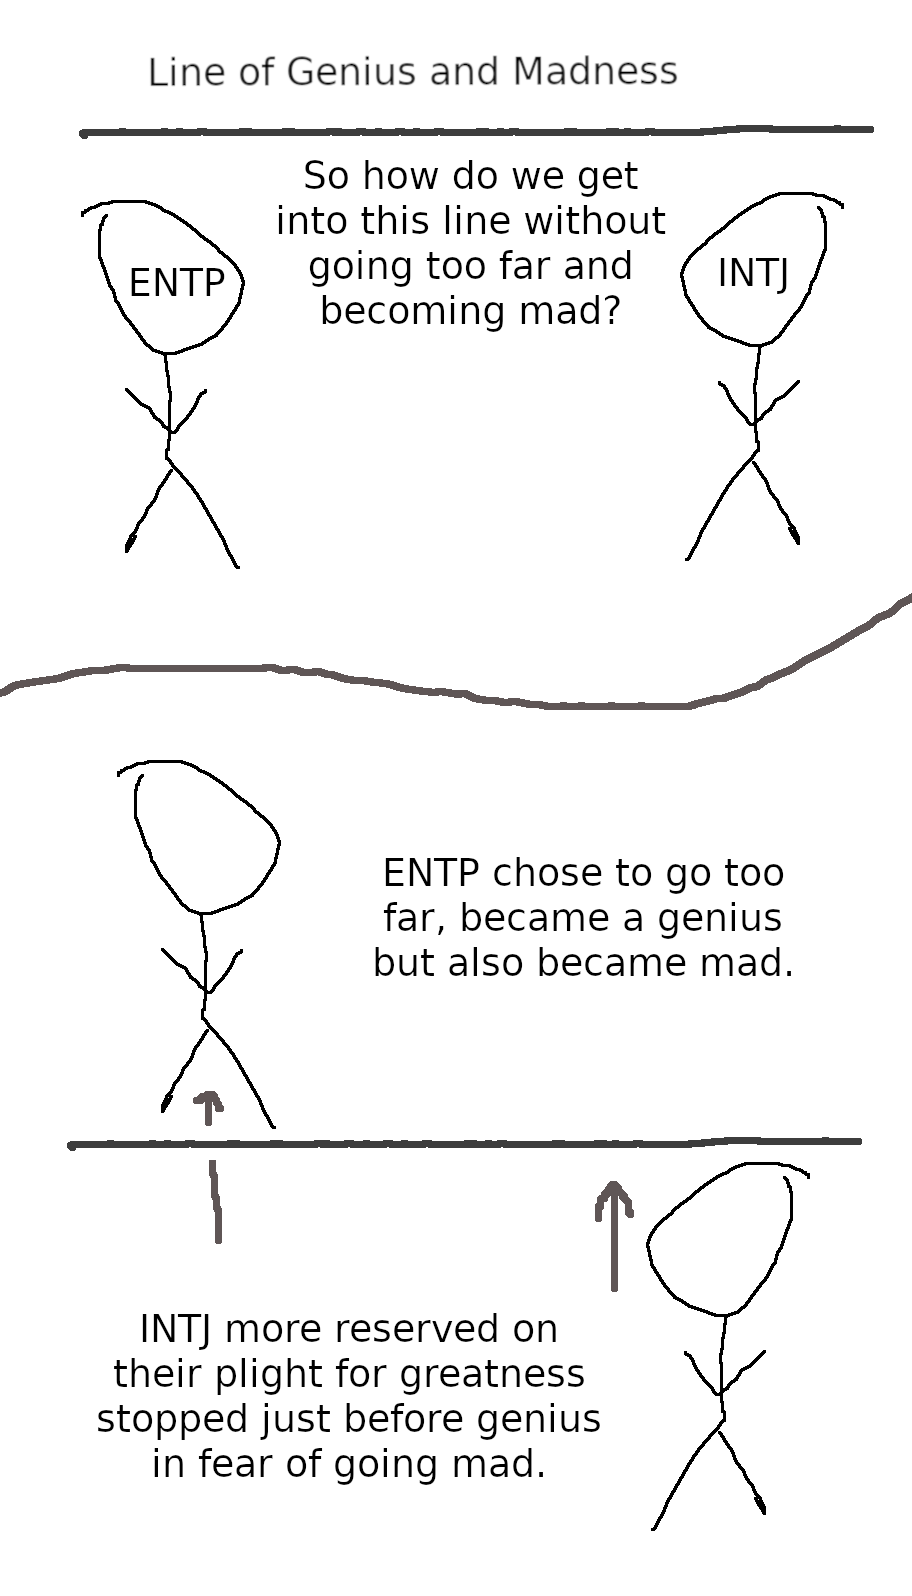 Line of Genius and Madness
So how do we get
into this line without
going too far and
becoming mad?
ENTP
INTJ
ENTP chose to go too
far, became a genius
but also became mad.
INTJ more reserved on
their plight for greatness
stopped just before genius
in fear of going mad.